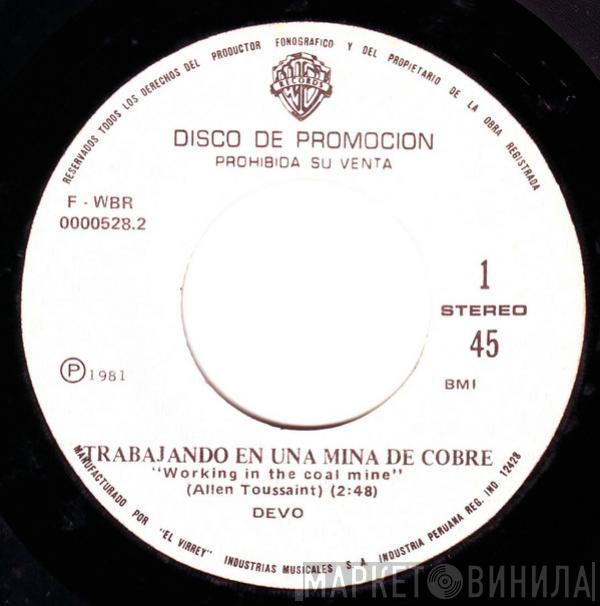 RESERVADOS TODOS LOS DERECHOS DEL PRODUCTOR FONOGRAFICO Y DEL PROPIETARIO DE LA OBRA REGISTRADA
RECORDS
DISCO DE PROMOCION
PROHIBIDA SU VENTA
F - WBR
0000528.2
1
STEREO
45
BMI
P 1981
TRABAJANDO EN UNA MINA DE COBRE
"Working in the coal mine"
(Allen Toussaint) (2:48)
DEVO
MANUFACTURADO POR "EL VIRREY" INDUSTRIAS MUSICALES S.A. INDUSTRIA PERUANA REG. IND 12428
МАРКЕТ ВИНИЛА